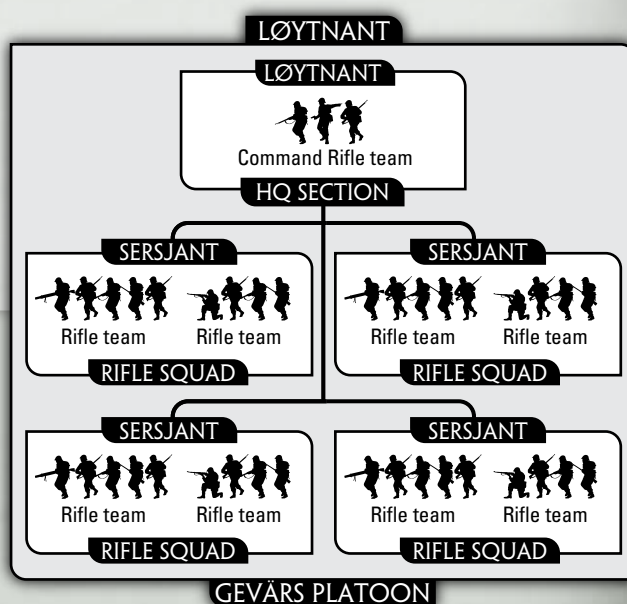 LØYTNANT
LØYTNANT
Command Rifle team
HQ SECTION
SERSJANT
Rifle team Rifle team
RIFLE SQUAD
SERSJANT
Rifle team Rifle team
RIFLE SQUAD
SERSJANT
Rifle team Rifle team
RIFLE SQUAD
SERSJANT
Rifle team Rifle team
RIFLE SQUAD
GEVÄRS PLATOON